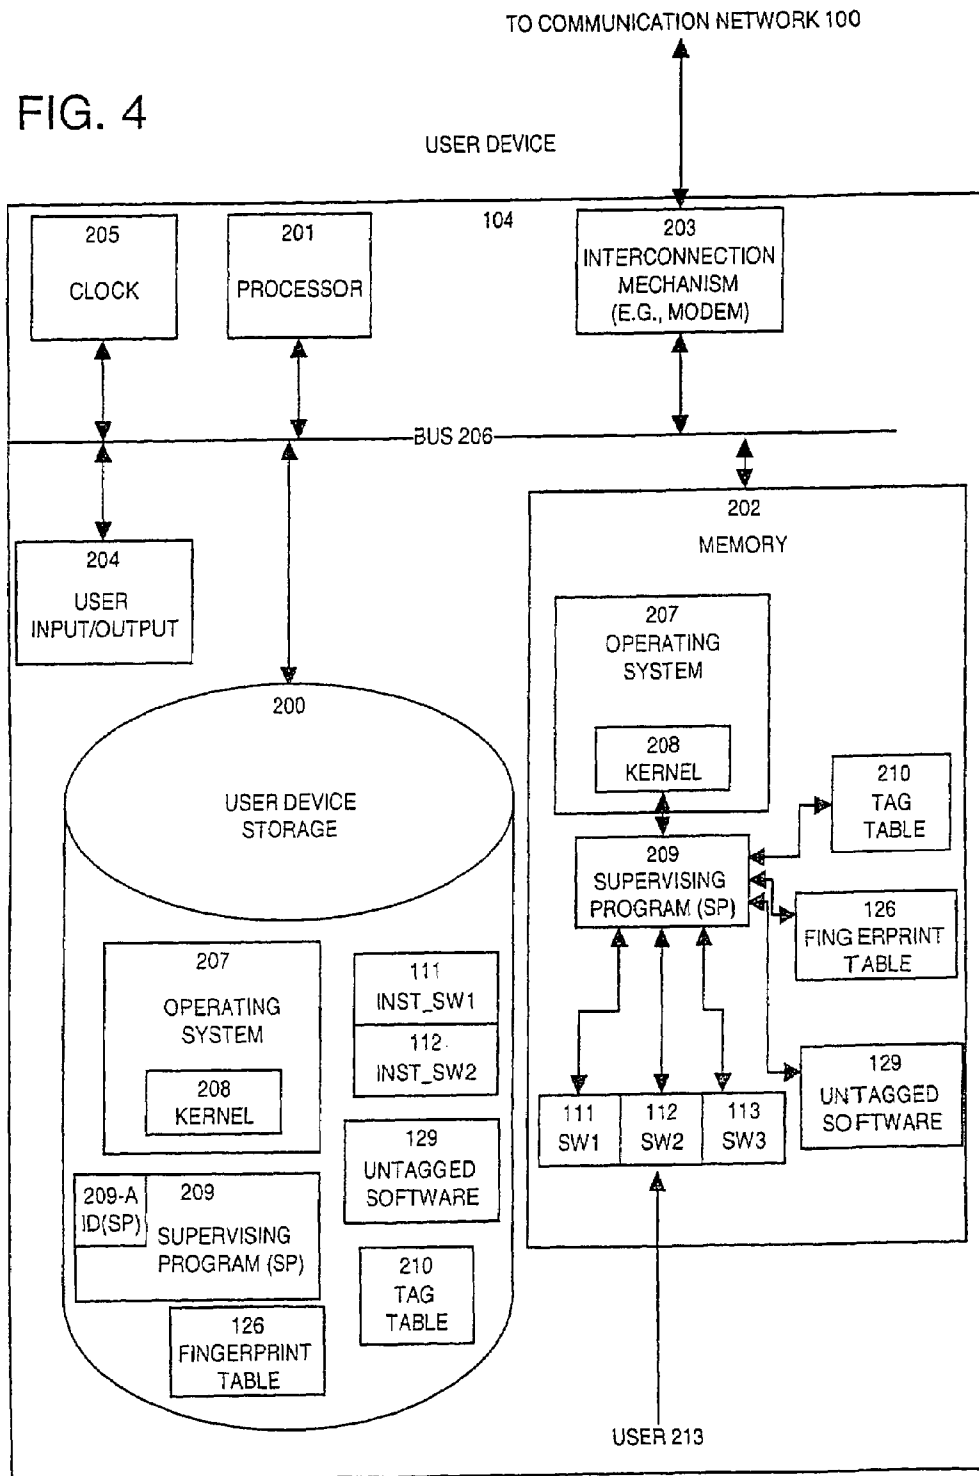 TO COMMUNICATION NETWORK 100
FIG. 4
USER DEVICE
104
205
CLOCK
201
PROCESSOR
203
INTERCONNECTION
MECHANISM
(E.G., MODEM)
BUS 206
204
USER
INPUT/OUTPUT
202
MEMORY
207
OPERATING
SYSTEM
208
KERNEL
209
SUPERVISING
PROGRAM (SP)
210
TAG
TABLE
126
FINGERPRINT
TABLE
129
UNTAGGED
SOFTWARE
111
SW1
112
SW2
113
SW3
200
USER DEVICE
STORAGE
207
OPERATING
SYSTEM
208
KERNEL
111
INST_SW1
112
INST_SW2
129
UNTAGGED
SOFTWARE
209-A
ID(SP)
209
SUPERVISING
PROGRAM (SP)
210
TAG
TABLE
126
FINGERPRINT
TABLE
USER 213